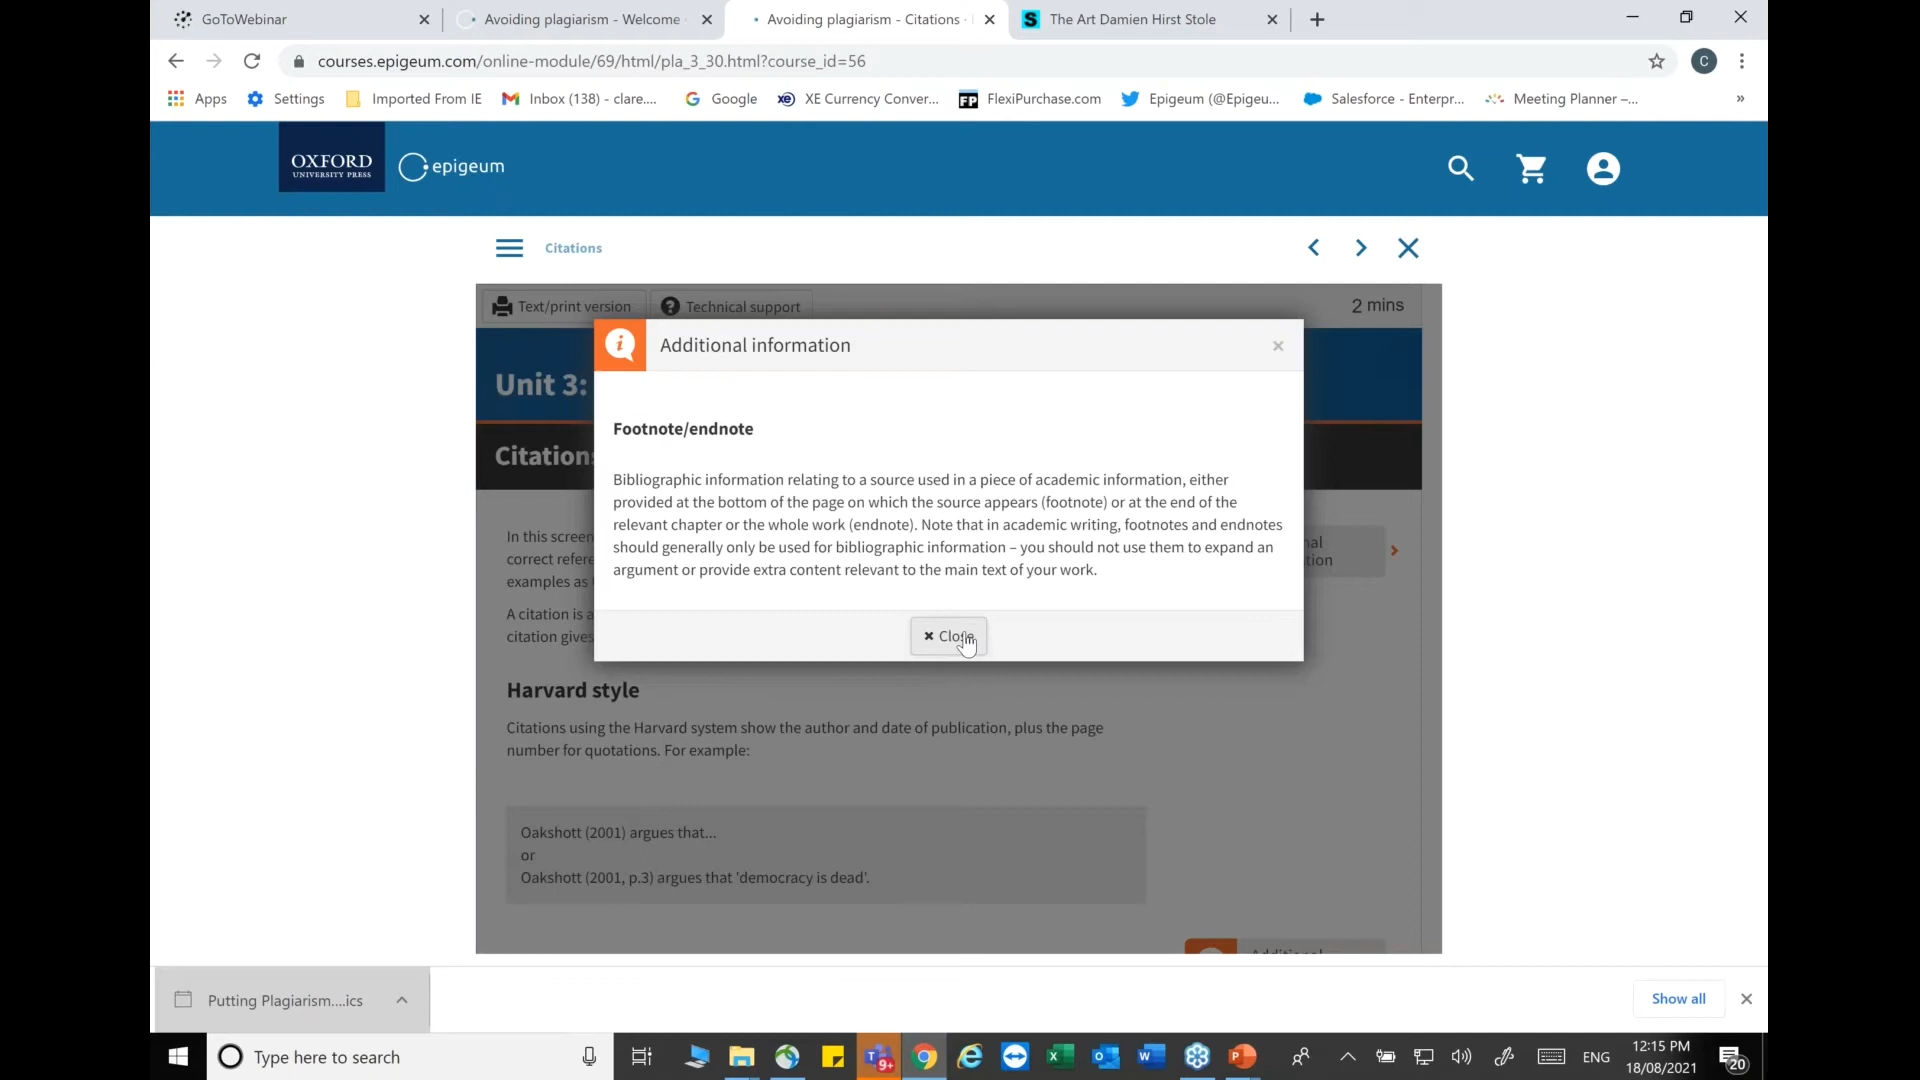 GoToWebinar
Avoiding plagiarism - Welcome
Avoiding plagiarism - Citations
The Art Damien Hirst Stole
courses.epigeum.com/online-module/69/html/pla_3_30.html?course_id=56
C
Apps
Settings
Imported From IE
Inbox (138) - clare....
Google
XE Currency Conver...
FlexiPurchase.com
Epigeum (@Epigeu...
Salesforce - Enterpr...
Meeting Planner –...
OXFORD
UNIVERSITY PRESS
epigeum
Citations
Text/print version
Technical support
2 mins
Additional information
Unit 3:
Footnote/endnote
Citations
Bibliographic information relating to a source used in a piece of academic information, either
provided at the bottom of the page on which the source appears (footnote) or at the end of the
relevant chapter or the whole work (endnote). Note that in academic writing, footnotes and endnotes
should generally only be used for bibliographic information – you should not use them to expand an
argument or provide extra content relevant to the main text of your work.
In this screen
correct refere
examples as
A citation is a
citation gives
nal
tion
Close
Harvard style
Citations using the Harvard system show the author and date of publication, plus the page
number for quotations. For example:
Oakshott (2001) argues that...
or
Oakshott (2001, p.3) argues that 'democracy is dead'.
Additional
Putting Plagiarism....ics
Show all
Type here to search
9+
ENG
12:15 PM
18/08/2021
20